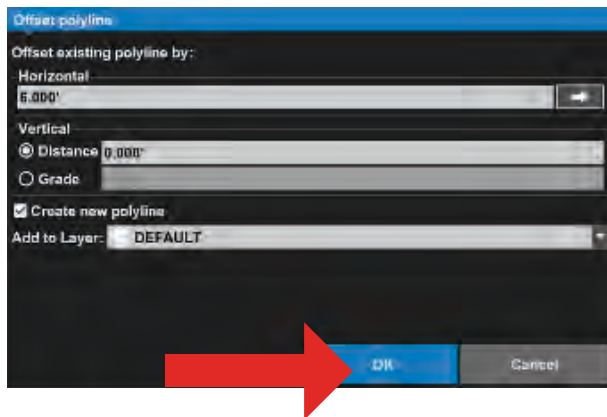 Offset polyline
Offset existing polyline by:
Horizontal
6.000'
Vertical
Distance 0.000'
Grade
Create new polyline
Add to Layer: DEFAULT
OK Cancel